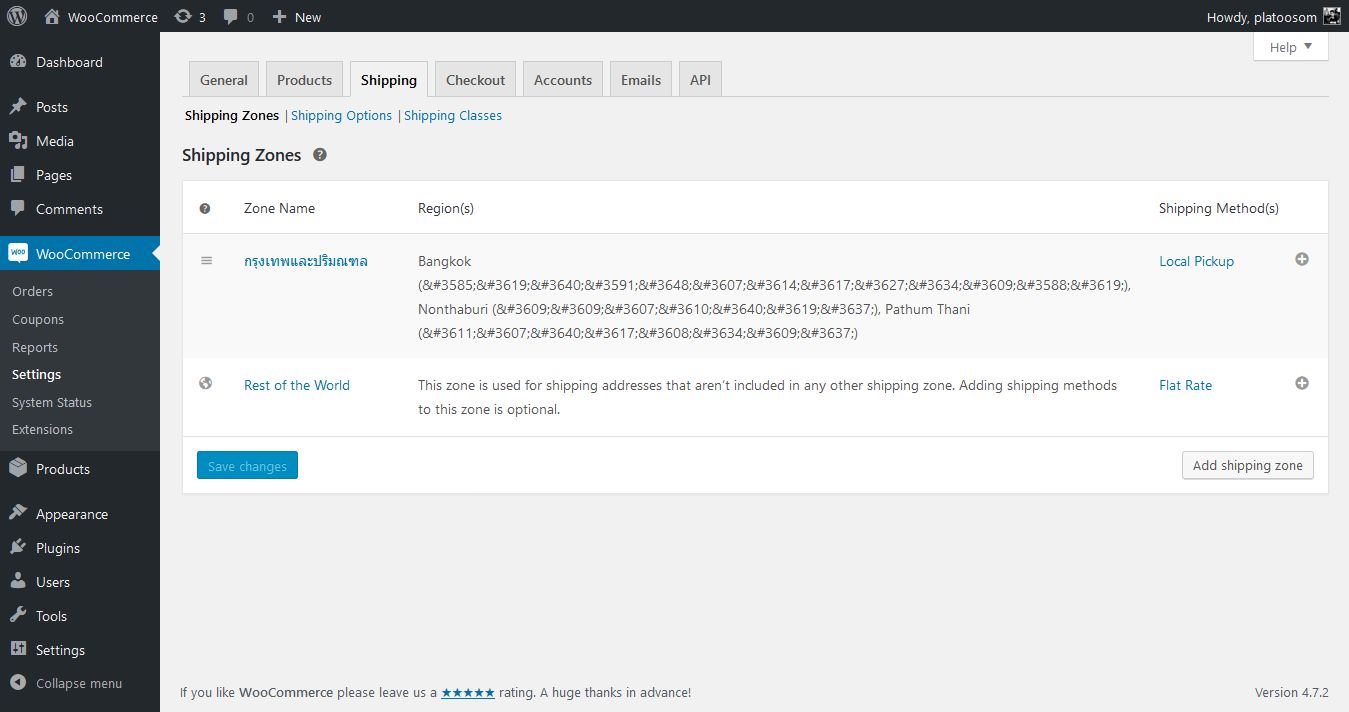 WooCommerce 3 0 New Howdy, platoosom
Help
Dashboard
Posts
Media
Pages
Comments
WooCommerce
Orders
Coupons
Reports
Settings
System Status
Extensions
Products
Appearance
Plugins
Users
Tools
Settings
Collapse menu
General Products Shipping Checkout Accounts Emails API
Shipping Zones | Shipping Options | Shipping Classes
Shipping Zones ?
? Zone Name Region(s) Shipping Method(s)
กรุงเทพและปริมณฑล Bangkok Local Pickup
(&#3585;&#3619;&#3640;&#3591;&#3648;&#3607;&#3614;&#3617;&#3627;&#3634;&#3609;&#3588;&#3619;),
Nonthaburi (&#3609;&#3609;&#3607;&#3610;&#3640;&#3619;&#3637;), Pathum Thani
(&#3611;&#3607;&#3640;&#3617;&#3608;&#3634;&#3609;&#3637;)
Rest of the World This zone is used for shipping addresses that aren't included in any other shipping zone. Adding shipping methods Flat Rate
to this zone is optional.
Save changes Add shipping zone
If you like WooCommerce please leave us a ★★★★★ rating. A huge thanks in advance! Version 4.7.2